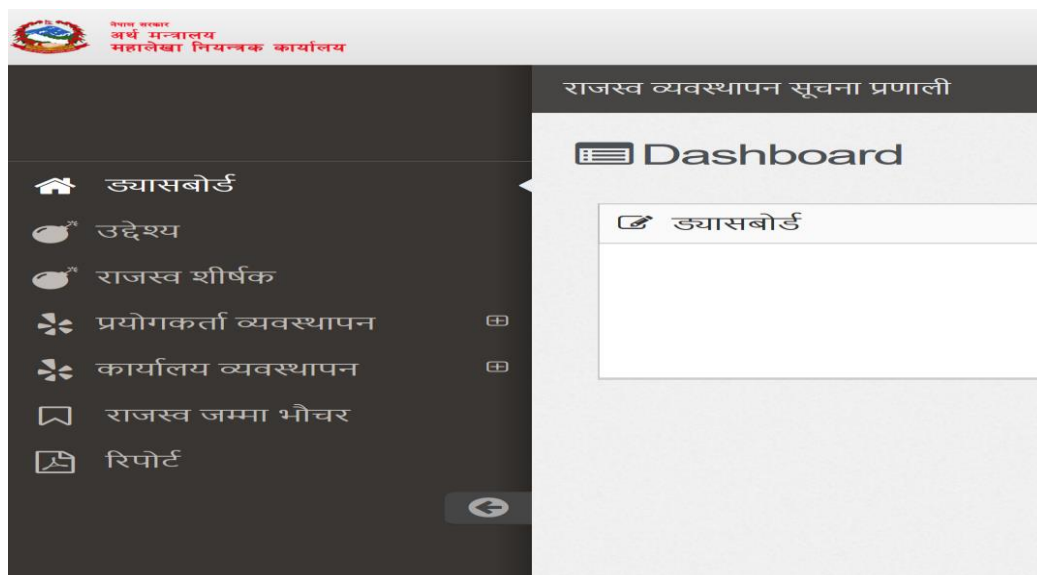 नेपाल सरकार
अर्थ मन्त्रालय
महालेखा नियन्त्रक कार्यालय
राजस्व व्यवस्थापन सूचना प्रणाली
Dashboard
ड्यासबोर्ड
ड्यासबोर्ड
उद्देश्य
राजस्व शीर्षक
प्रयोगकर्ता व्यवस्थापन
कार्यालय व्यवस्थापन
राजस्व जम्मा भौचर
रिपोर्ट